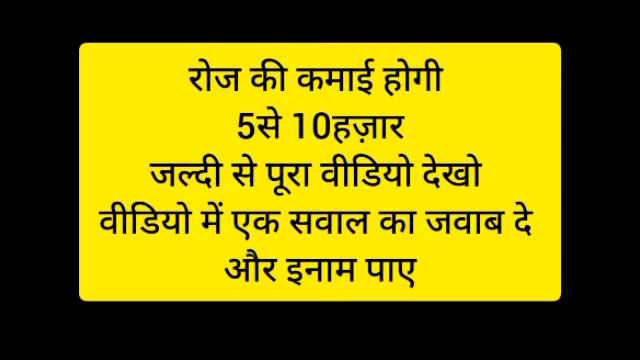 रोज की कमाई होगी
5से 10हज़ार
जल्दी से पूरा वीडियो देखो
वीडियो में एक सवाल का जवाब दे
और इनाम पाए